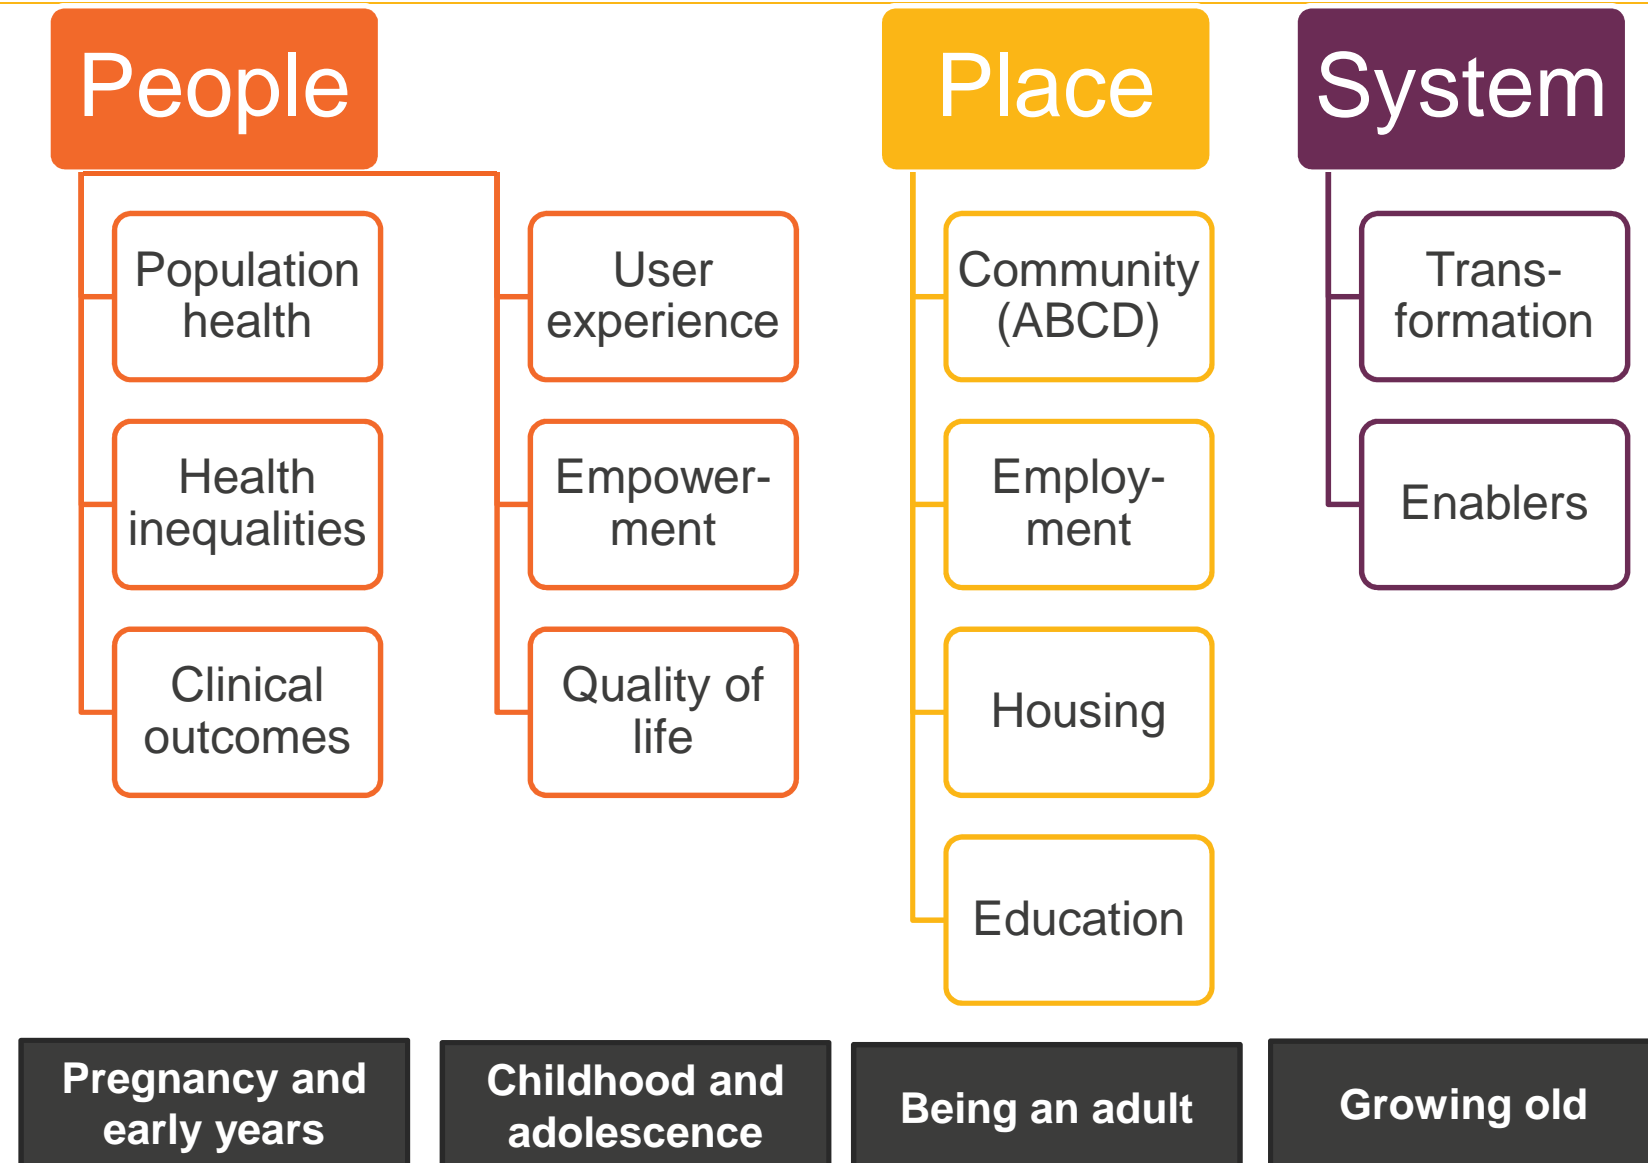 People
Place
System
Population
health
User
experience
Community
(ABCD)
Trans-
formation
Health
inequalities
Empower-
ment
Employ-
ment
Enablers
Clinical
outcomes
Quality of
life
Housing
Education
Pregnancy and
early years
Childhood and
adolescence
Being an adult
Growing old